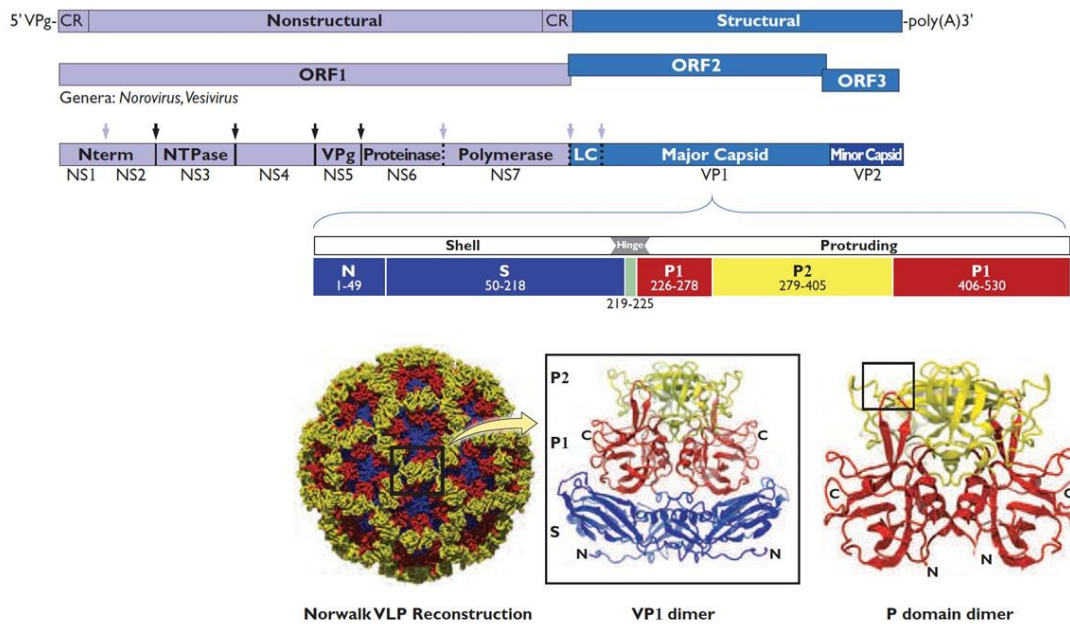 5' VPg- CR Nonstructural CR Structural -poly(A)3'
ORF1 ORF2 ORF3
Genera: Norovirus, Vesivirus
Nterm NTPase VPg Proteinase Polymerase LC Major Capsid Minor Capsid
NS1 NS2 NS3 NS4 NS5 NS6 NS7 VP1 VP2
Shell Hinge Protruding
N S P1 P2 P1
1-49 50-218 226-278 279-405 406-530
219-225
P2
P1
C C
S
N N
C C
N N
Norwalk VLP Reconstruction VP1 dimer P domain dimer